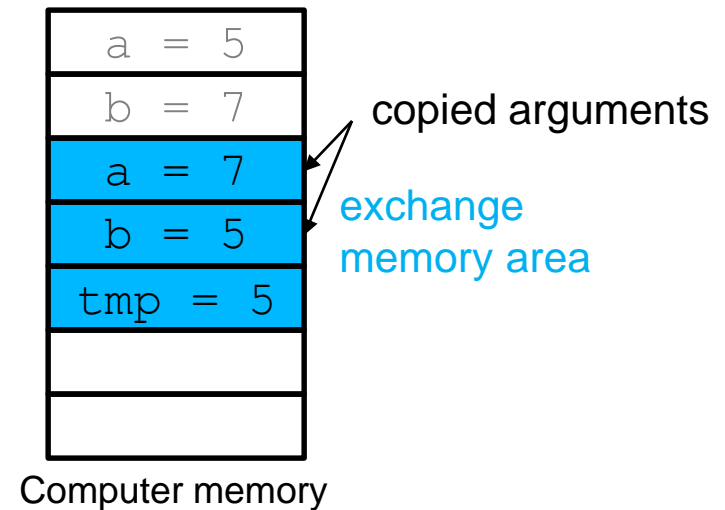 a = 5
b = 7
a = 7
b = 5
tmp = 5
copied arguments
exchange
memory area
Computer memory